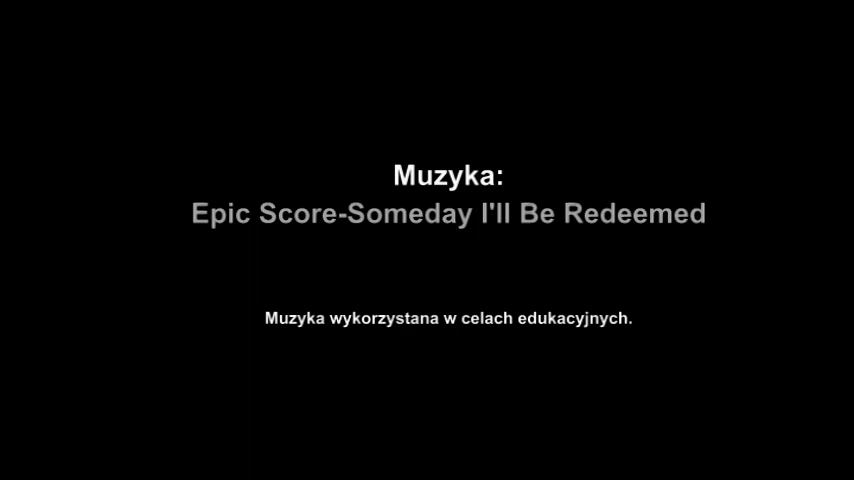 Muzyka:
Epic Score-Someday I'll Be Redeemed
Muzyka wykorzystana w celach edukacyjnych.